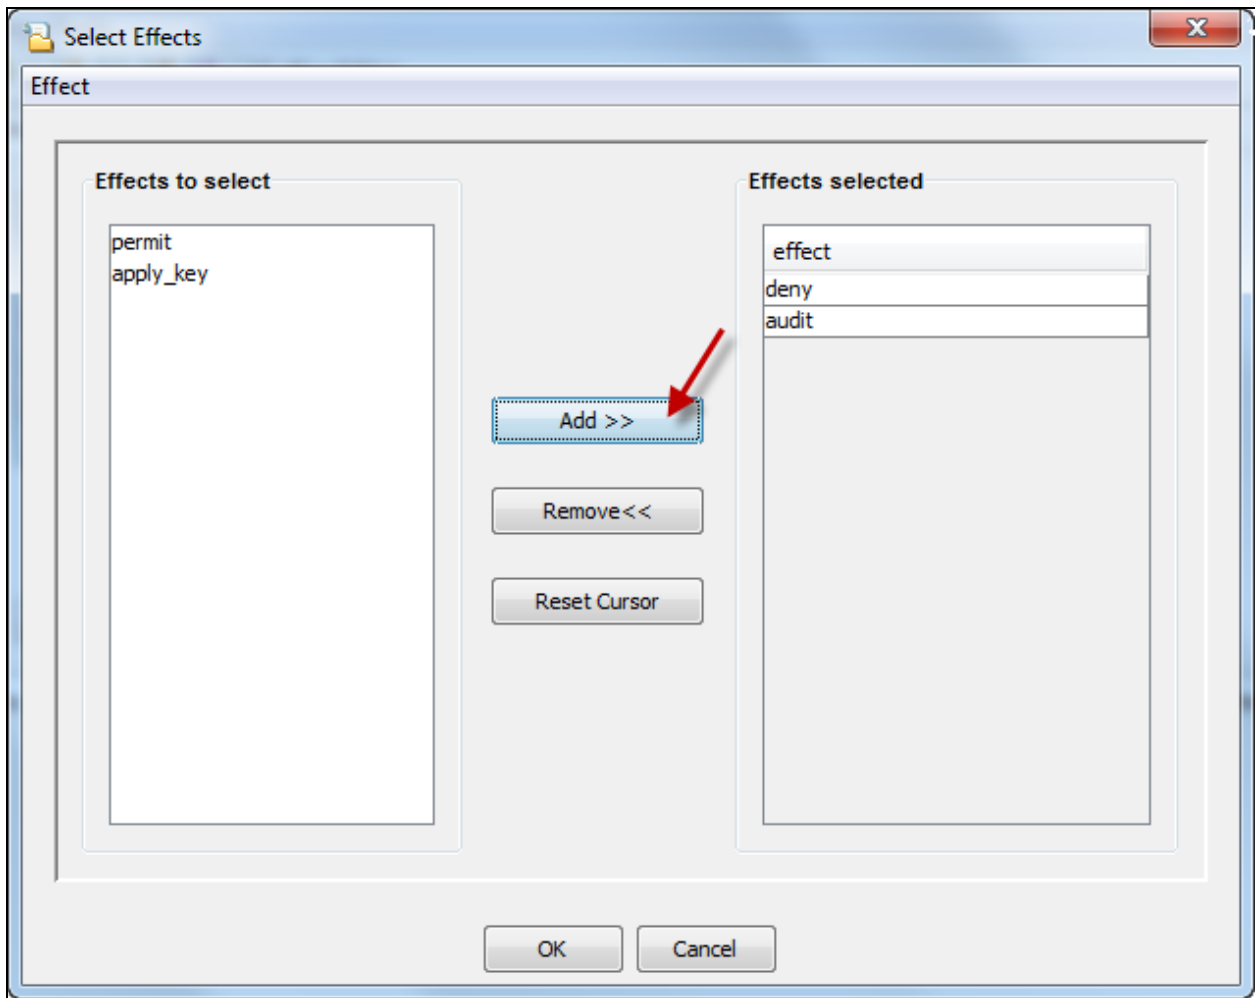 Select Effects
Effect
Effects to select
Effects selected
permit
apply_key
effect
deny
audit
Add >>
Remove<<
Reset Cursor
OK
Cancel